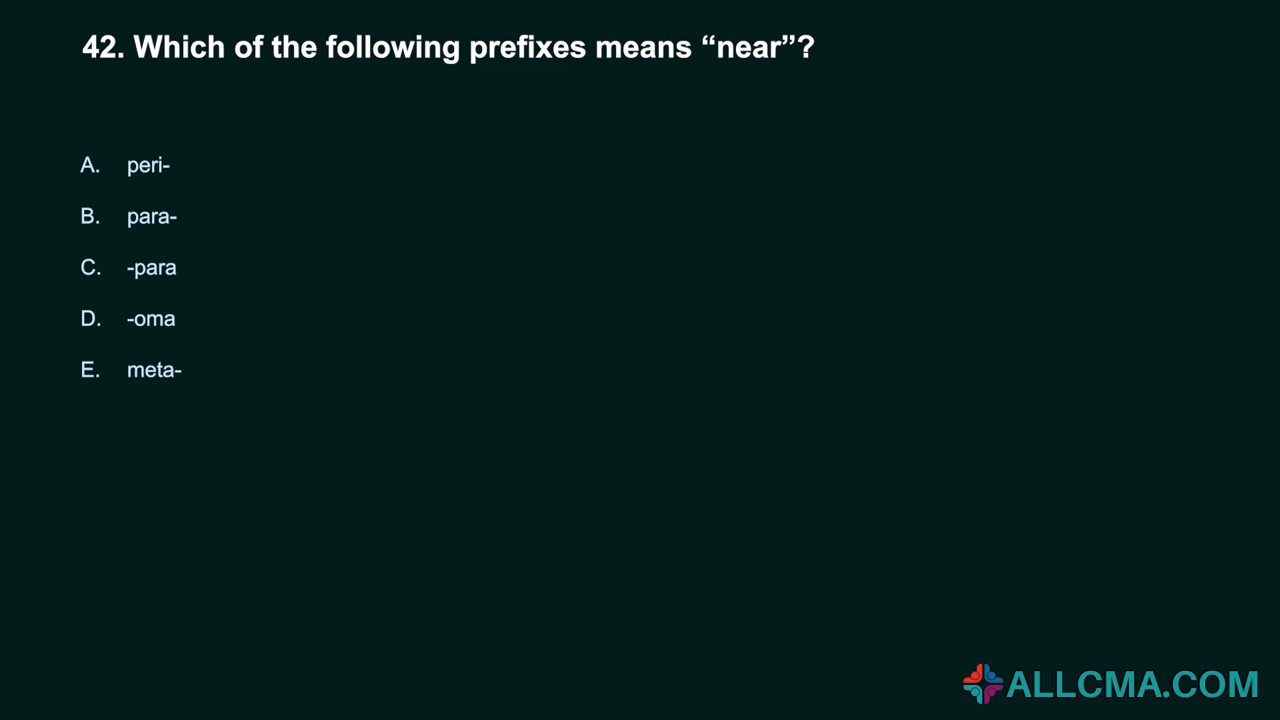 42. Which of the following prefixes means “near”?
A. peri-
B. para-
C. -para
D. -oma
E. meta-
ALLCMA.COM